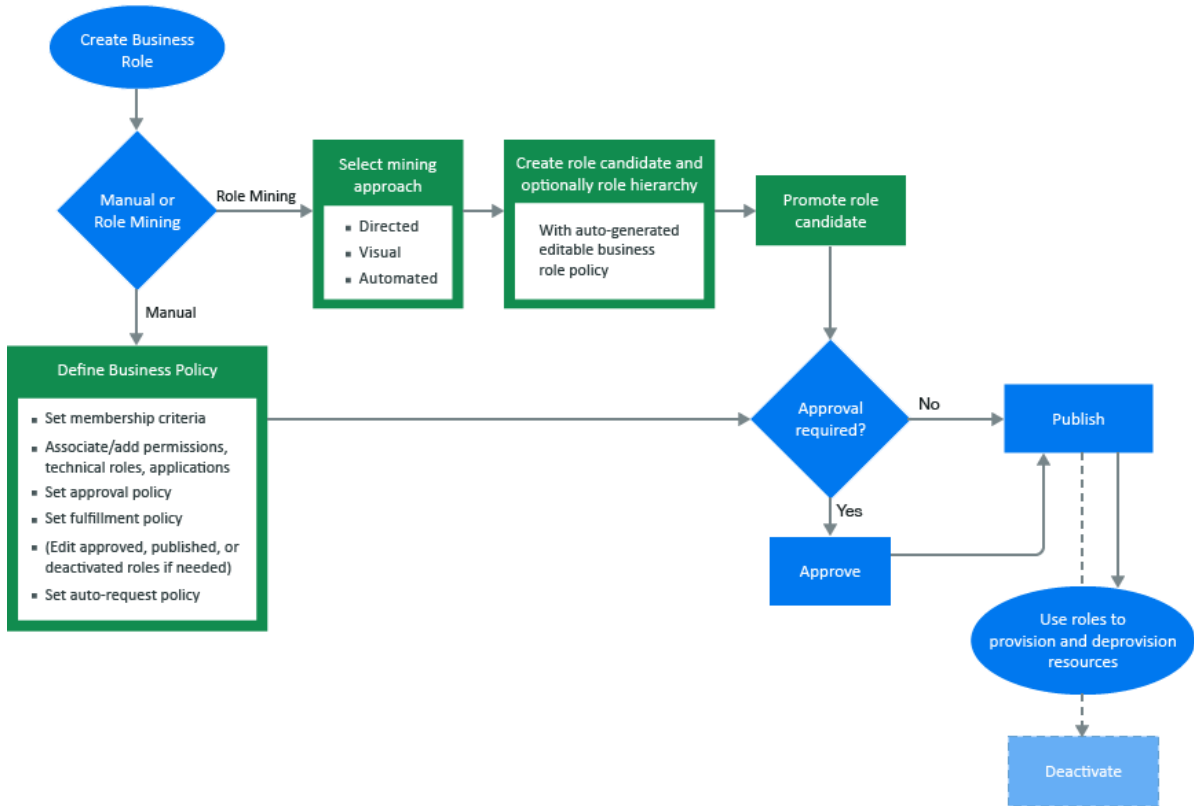 Create Business
Role
Manual or
Role Mining
Role Mining
Select mining
approach
▪ Directed
▪ Visual
▪ Automated
Create role candidate and
optionally role hierarchy
With auto-generated
editable business
role policy
Promote role
candidate
Manual
Define Business Policy
▪ Set membership criteria
▪ Associate/add permissions,
technical roles, applications
▪ Set approval policy
▪ Set fulfillment policy
▪ (Edit approved, published, or
deactivated roles if needed)
▪ Set auto-request policy
Approval
required?
No
Publish
Yes
Approve
Use roles to
provision and deprovision
resources
Deactivate